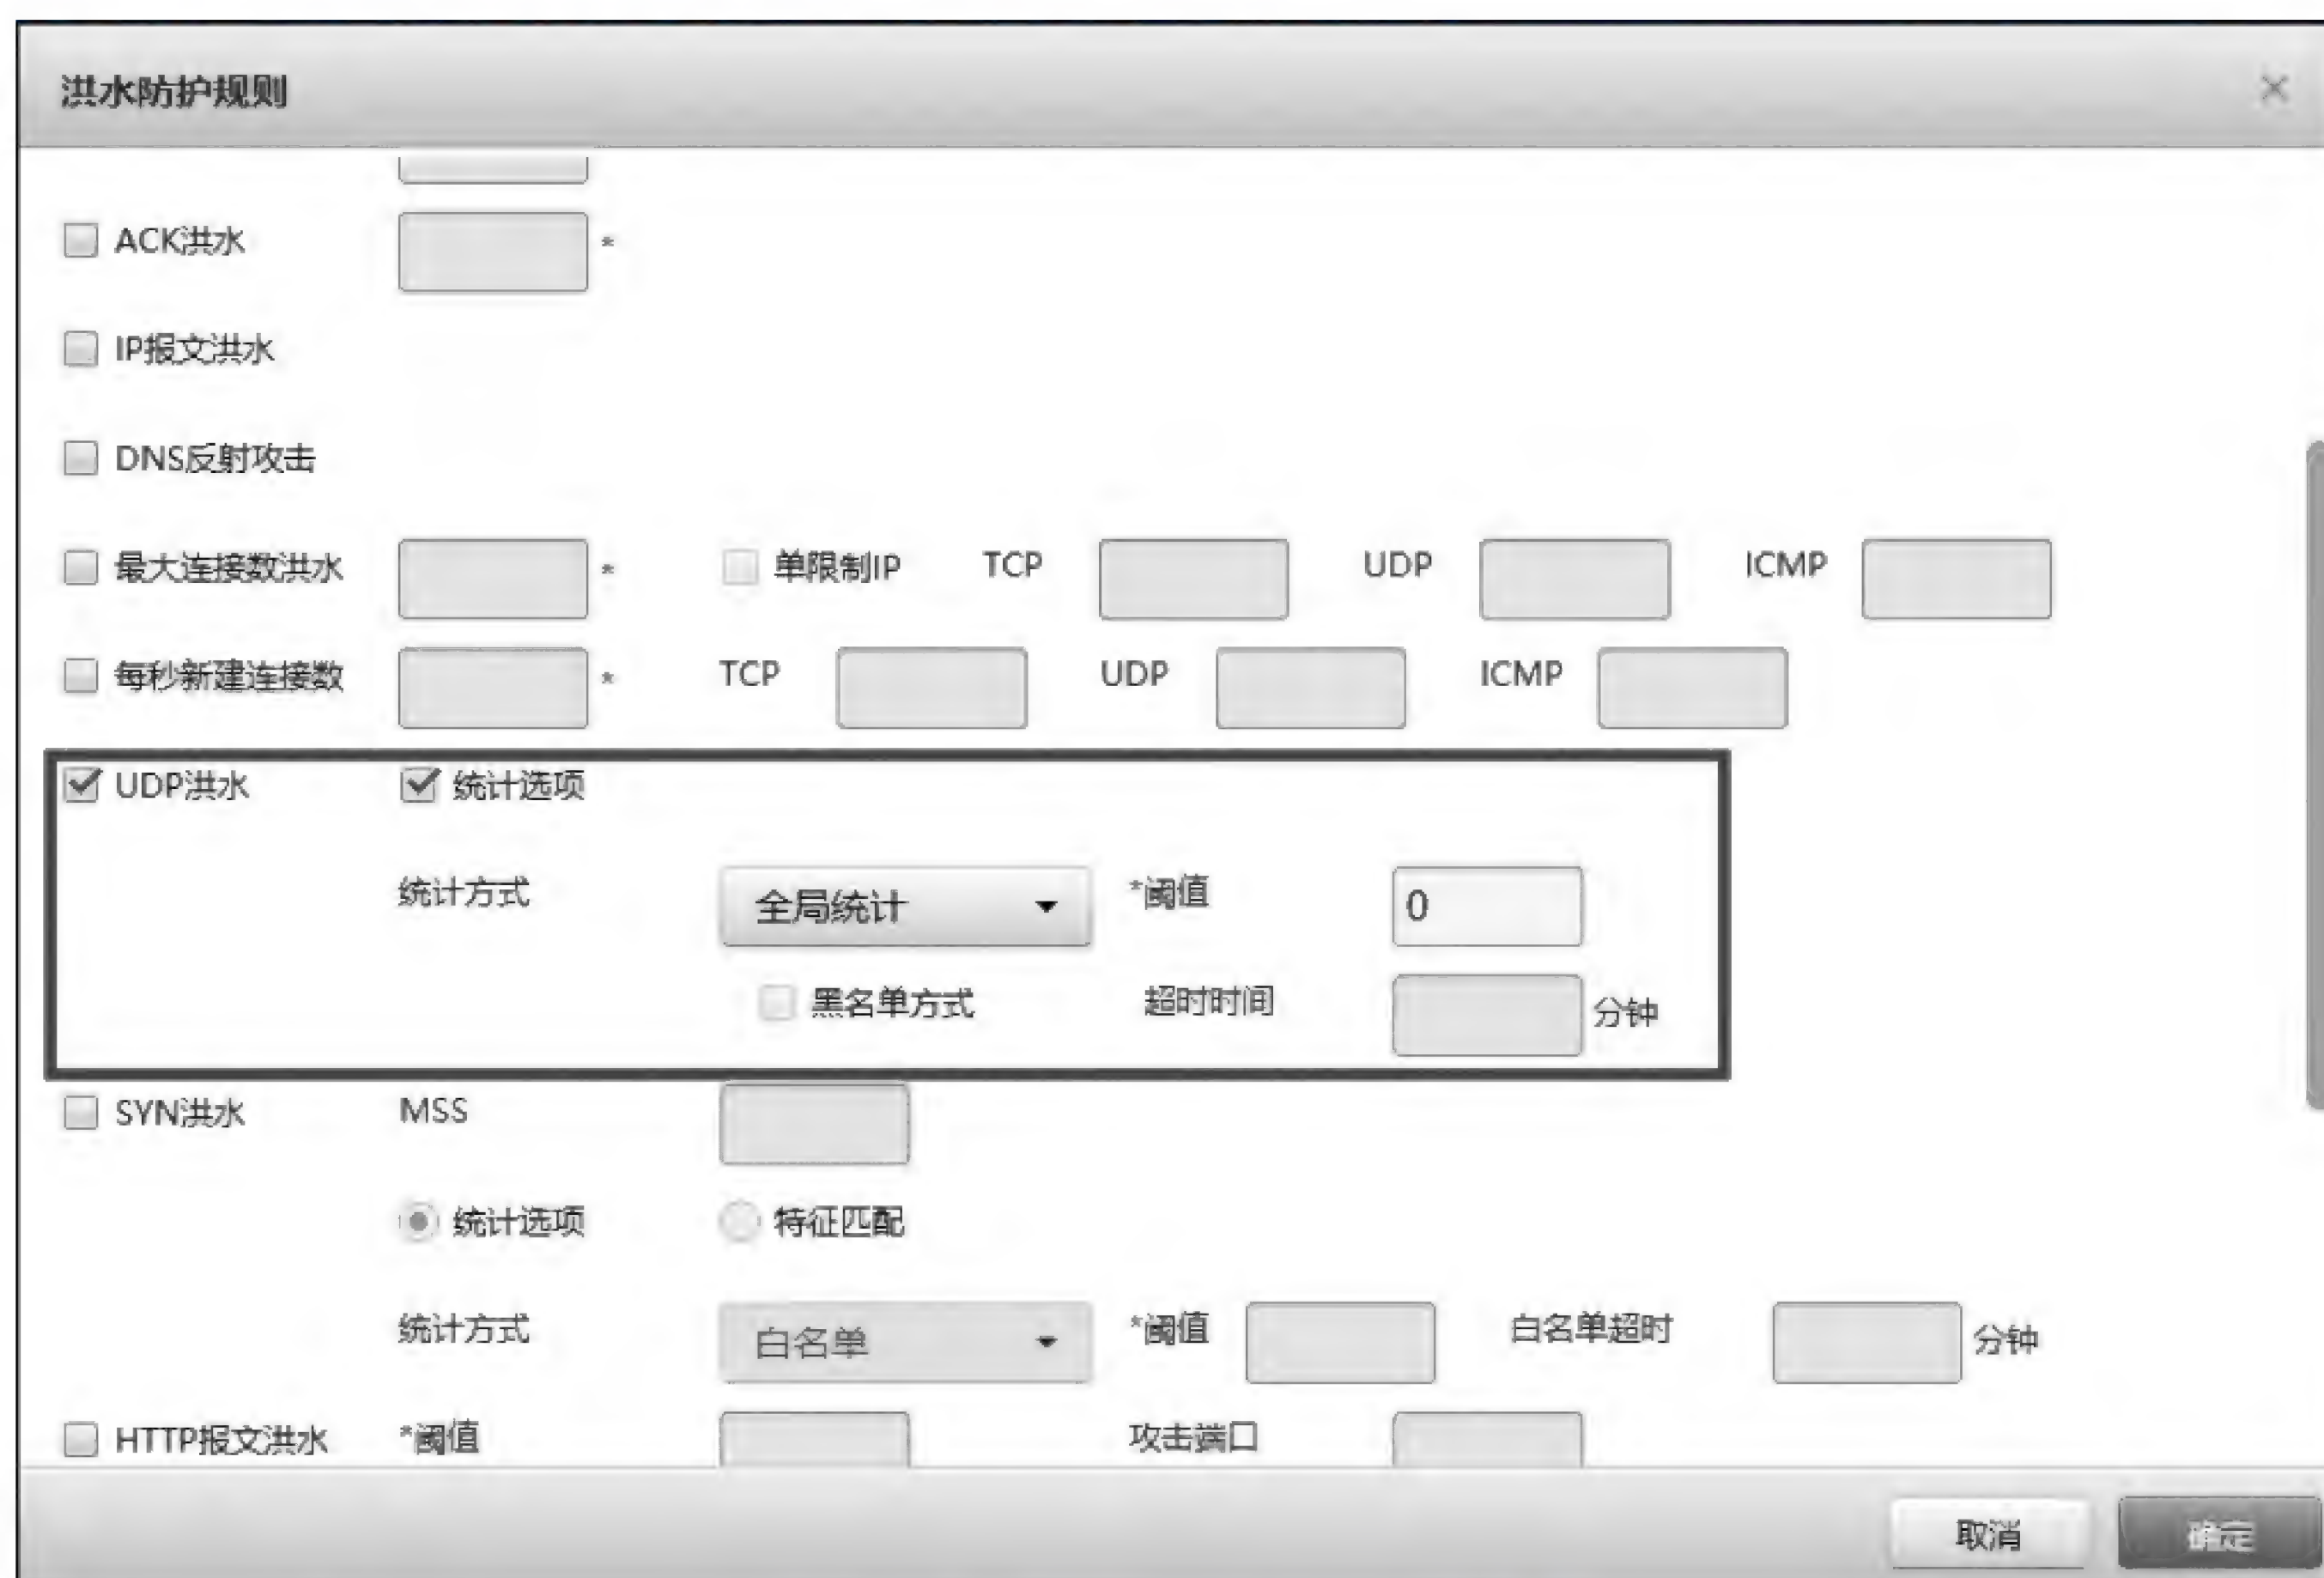 洪水防护规则
ACK洪水 *
IP报文洪水
DNS反射攻击
最大连接数洪水 * 单限制IP TCP UDP ICMP
每秒新建连接数 * TCP UDP ICMP
UDP洪水 统计选项
统计方式 全局统计 *阈值 0
黑名单方式 超时时间 分钟
SYN洪水 MSS
统计选项 特征匹配
统计方式 白名单 *阈值 白名单超时 分钟
HTTP报文洪水 *阈值 攻击端口
取消 确定